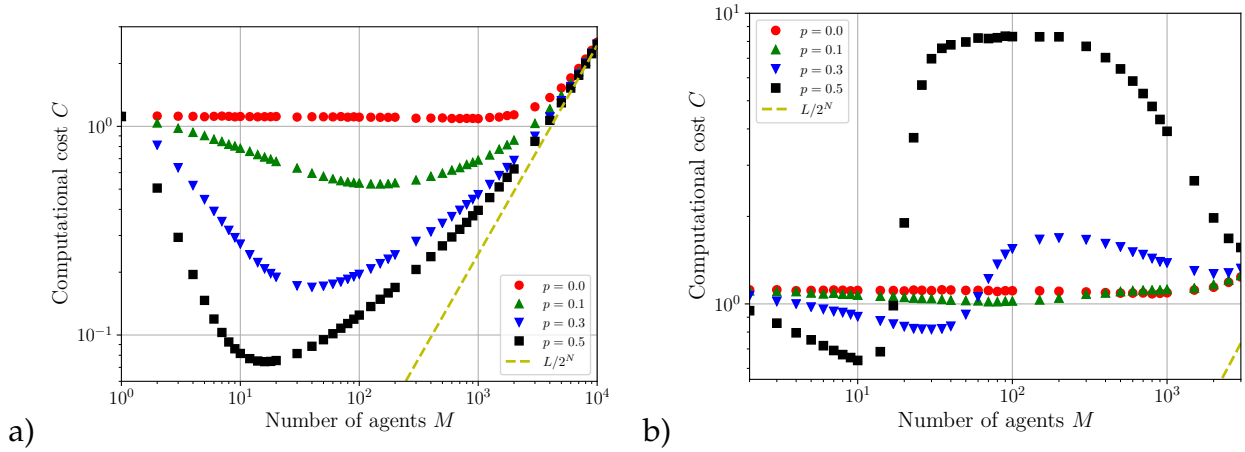 Computational cost C
10^0
10^{-1}
10^0
10^1
10^2
10^3
10^4
Number of agents M
p = 0.0
p = 0.1
p = 0.3
p = 0.5
L/2^N
a)
Computational cost C
10^1
10^0
10^1
10^2
10^3
Number of agents M
p = 0.0
p = 0.1
p = 0.3
p = 0.5
L/2^N
b)